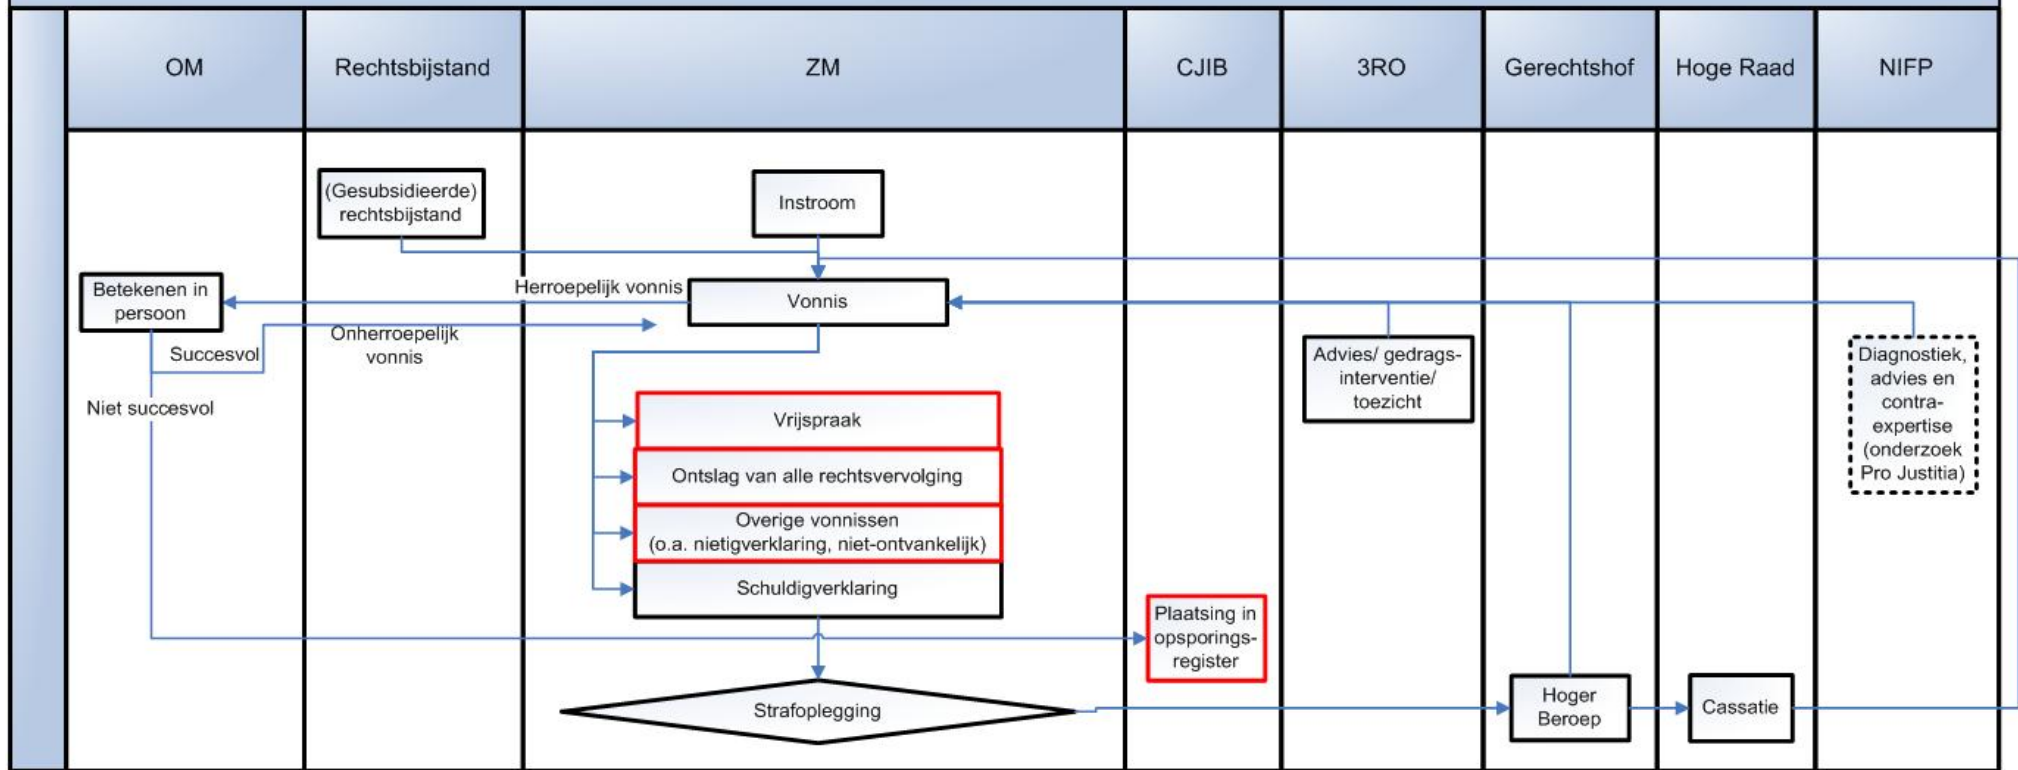 OM
Rechtsbijstand
ZM
CJIB
3RO
Gerechtshof
Hoge Raad
NIFP
(Gesubsidieerde)
rechtsbijstand
Instroom
Betekenen in
persoon
Herroepelijk vonnis
Vonnis
Onherroepelijk
vonnis
Succesvol
Niet succesvol
Advies/ gedrags-
interventie/
toezicht
Diagnostiek,
advies en
contra-
expertise
(onderzoek
Pro Justitia)
Vrijspraak
Ontslag van alle rechtsvervolging
Overige vonnissen
(o.a. nietigverklaring, niet-ontvankelijk)
Schuldigverklaring
Plaatsing in
opsporings-
register
Strafoplegging
Hoger
Beroep
Cassatie